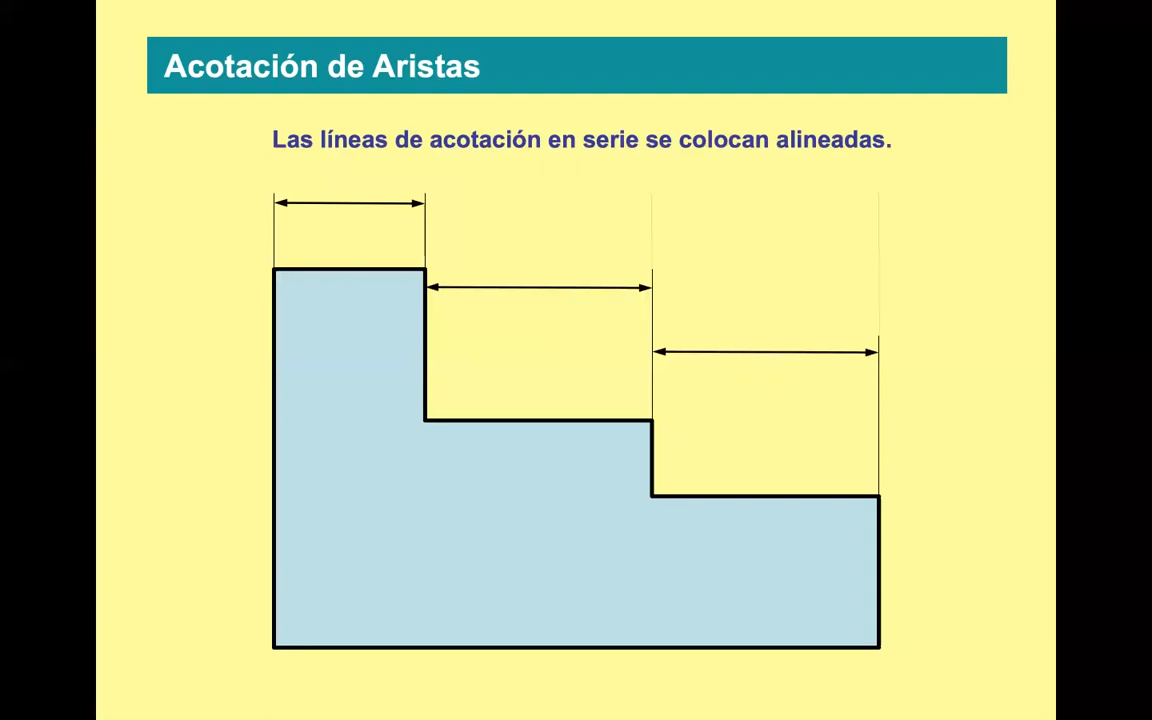 Acotación de Aristas
Las líneas de acotación en serie se colocan alineadas.